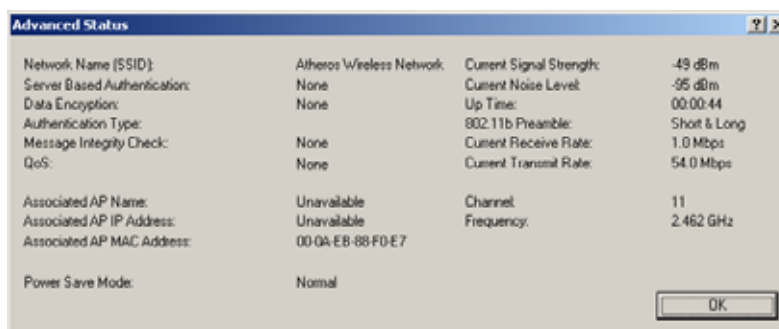 Advanced Status
Network Name (SSID): Atheros Wireless Network Current Signal Strength: -49 dBm
Server Based Authentication: None Current Noise Level: -95 dBm
Data Encryption: None Up Time: 00:00:44
Authentication Type: 802.11b Preamble: Short & Long
Message Integrity Check: None Current Receive Rate: 1.0 Mbps
QoS: None Current Transmit Rate: 54.0 Mbps
Associated AP Name: Unavailable Channel: 11
Associated AP IP Address: Unavailable Frequency: 2.462 GHz
Associated AP MAC Address: 00-0A-EB-88-F0-E7
Power Save Mode: Normal
OK